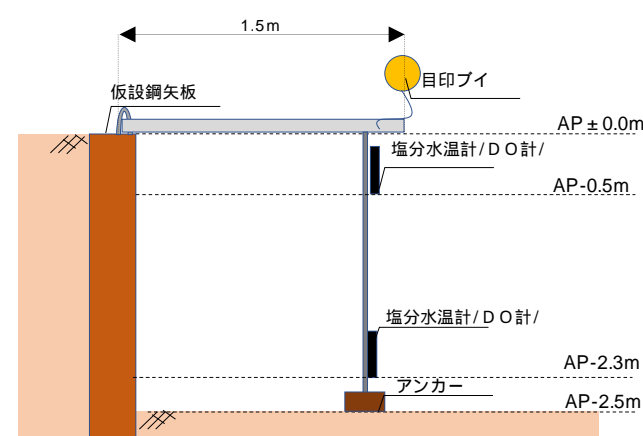 1.5m
目印ブイ
仮設鋼矢板
AP±0.0m
塩分水温計/ＤＯ計/
AP-0.5m
塩分水温計/ＤＯ計/
AP-2.3m
アンカー
AP-2.5m